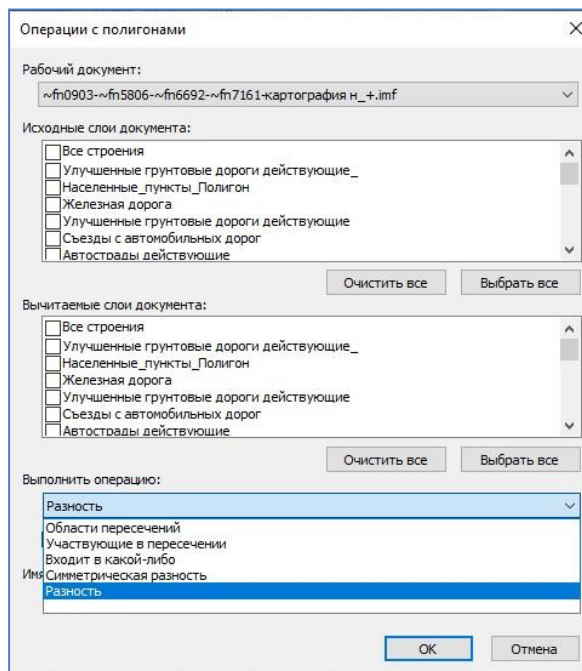 Операции с полигонами
Рабочий документ:
~fn0903-~fn5806-~fn6692-~fn7161-картография н_+.imf
Исходные слои документа:
Все строения
Улучшенные грунтовые дороги действующие_
Населенные_пункты_Полигон
Железная дорога
Улучшенные грунтовые дороги действующие
Съезды с автомобильных дорог
Автострады действующие
Очистить все Выбрать все
Вычитаемые слои документа:
Все строения
Улучшенные грунтовые дороги действующие_
Населенные_пункты_Полигон
Железная дорога
Улучшенные грунтовые дороги действующие
Съезды с автомобильных дорог
Автострады действующие
Очистить все Выбрать все
Выполнить операцию:
Разность
Области пересечений
Участвующие в пересечении
Входит в какой-либо
Имя Симметрическая разность
Разность
OK Отмена